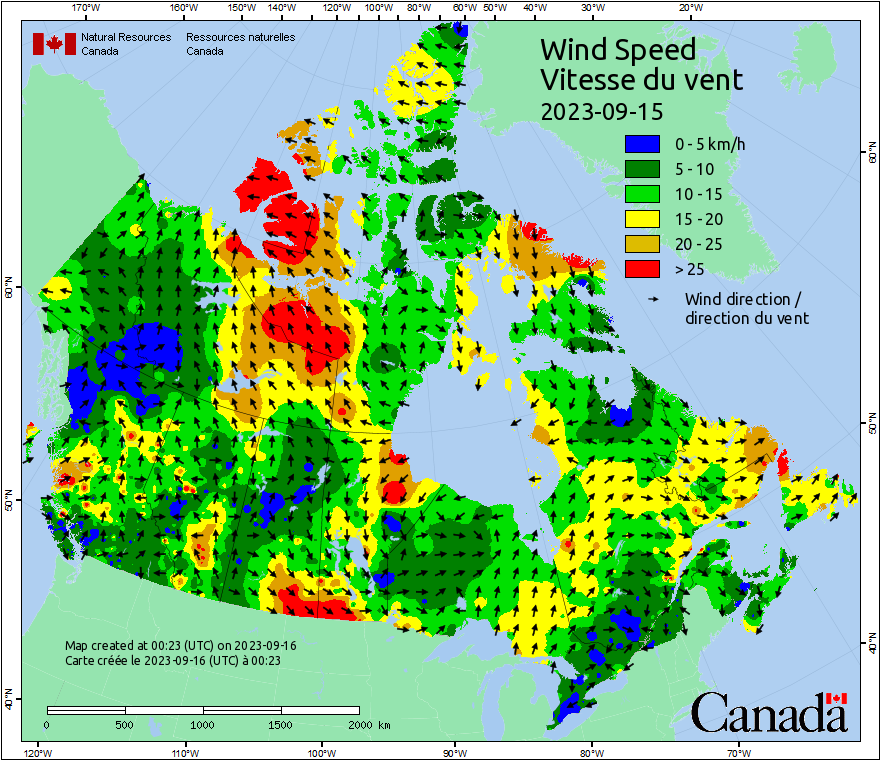 170°W 160°W 150°W 140°W 120°W 100°W 80°W 60°W 50°W 40°W 30°W 20°W
Natural Resources Ressources naturelles
Canada Canada
Wind Speed
Vitesse du vent
2023-09-15
0 - 5 km/h
5 - 10
10 - 15
15 - 20
20 - 25
> 25
Wind direction /
direction du vent
60°N
60°N
50°N
50°N
40°N
40°N
Map created at 00:23 (UTC) on 2023-09-16
Carte créée le 2023-09-16 (UTC) à 00:23
0 500 1000 1500 2000 km
Canada
120°W 110°W 100°W 90°W 80°W 70°W